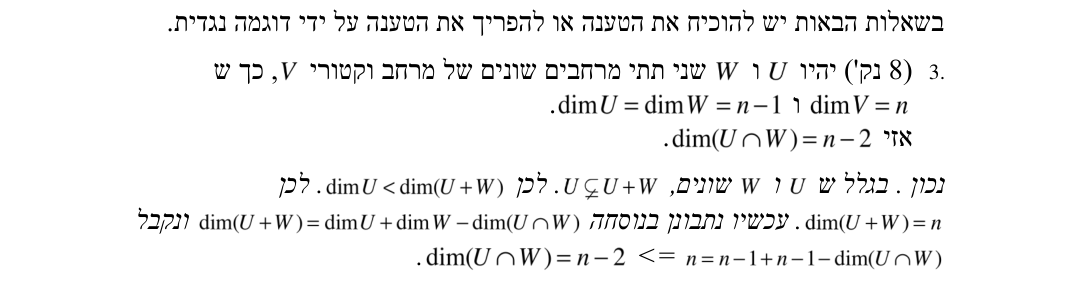 בשאלות הבאות יש להוכיח את הטענה או להפריך את הטענה על ידי דוגמה נגדית.
3. (8 נק') יהיו U ו W שני תתי מרחבים שונים של מרחב וקטורי V, כך ש
dim V = n ו dim U = dim W = n − 1.
אזי dim(U ∩ W) = n − 2.
נכון. בגלל ש U ו W שונים, U ⊊ U + W. לכן dim U < dim(U + W). לכן
dim(U + W) = n. עכשיו נתבונן בנוסחה dim(U + W) = dim U + dim W − dim(U ∩ W) ונקבל
n = n − 1 + n − 1 − dim(U ∩ W) <= dim(U ∩ W) = n − 2.